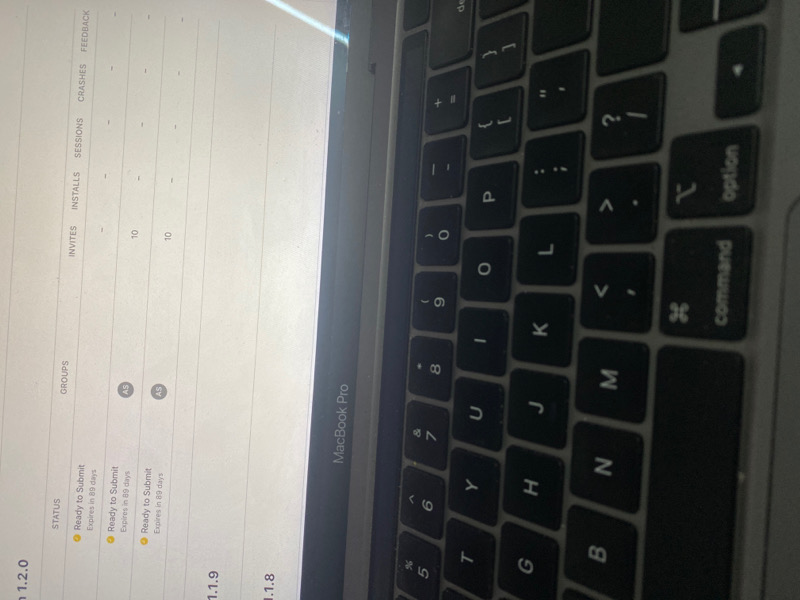 1.2.0
STATUS GROUPS INVITES INSTALLS SESSIONS CRASHES FEEDBACK
Ready to Submit – – – – –
Expires in 89 days
Ready to Submit AS 10 – – – –
Expires in 89 days
Ready to Submit AS 10 – – – –
Expires in 89 days
1.1.9
1.1.8
MacBook Pro
% ^ & * ( ) — +
5 6 7 8 9 0 - =
de
T Y U I O P { }
[ ]
G H J K L : "
; '
B N M < > ?
, . /
⌘ ⌥
command option ◀